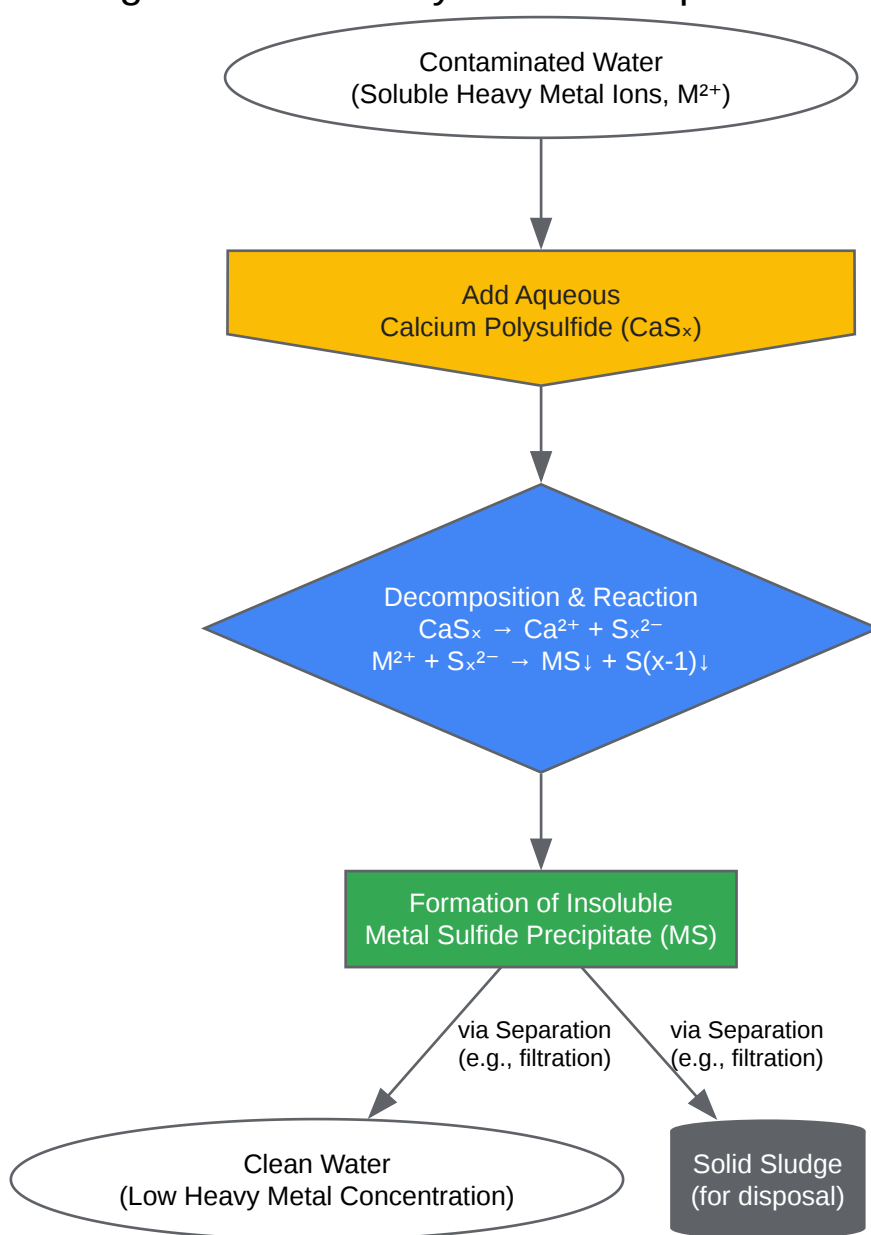 Contaminated Water
(Soluble Heavy Metal Ions, M²⁺)
Add Aqueous
Calcium Polysulfide (CaSₓ)
Decomposition & Reaction
CaSₓ → Ca²⁺ + Sₓ²⁻
M²⁺ + Sₓ²⁻ → MS↓ + S(x-1)↓
Formation of Insoluble
Metal Sulfide Precipitate (MS)
via Separation
(e.g., filtration)
via Separation
(e.g., filtration)
Clean Water
(Low Heavy Metal Concentration)
Solid Sludge
(for disposal)